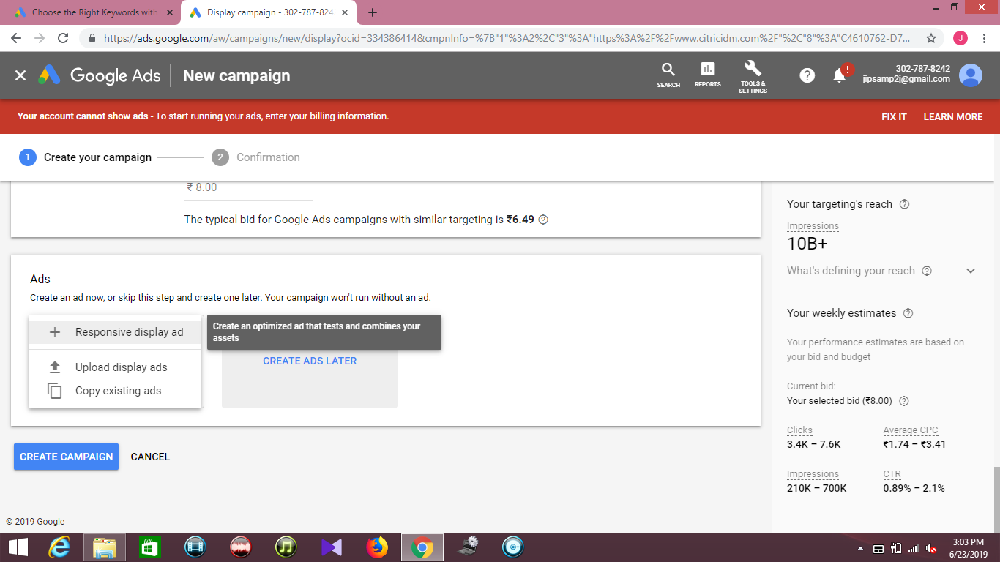 Choose the Right Keywords with
Display campaign - 302-787-824
https://ads.google.com/aw/campaigns/new/display?ocid=334386414&cmpnInfo=%7B"1"%3A2%2C"3"%3A"https%3A%2F%2Fwww.citricidm.com%2F"%2C"8"%3A"C4610762-D7...
J
Google Ads
New campaign
SEARCH
REPORTS
TOOLS &
SETTINGS
?
!
302-787-8242
jipsamp2j@gmail.com
Your account cannot show ads - To start running your ads, enter your billing information.
FIX IT
LEARN MORE
1 Create your campaign
2 Confirmation
₹ 8.00
The typical bid for Google Ads campaigns with similar targeting is ₹6.49
Ads
Create an ad now, or skip this step and create one later. Your campaign won't run without an ad.
Responsive display ad
Upload display ads
Copy existing ads
Create an optimized ad that tests and combines your
assets
CREATE ADS LATER
CREATE CAMPAIGN
CANCEL
© 2019 Google
Your targeting's reach
Impressions
10B+
What's defining your reach
Your weekly estimates
Your performance estimates are based on
your bid and budget
Current bid:
Your selected bid (₹8.00)
Clicks
3.4K – 7.6K
Average CPC
₹1.74 – ₹3.41
Impressions
210K – 700K
CTR
0.89% – 2.1%
3:03 PM
6/23/2019